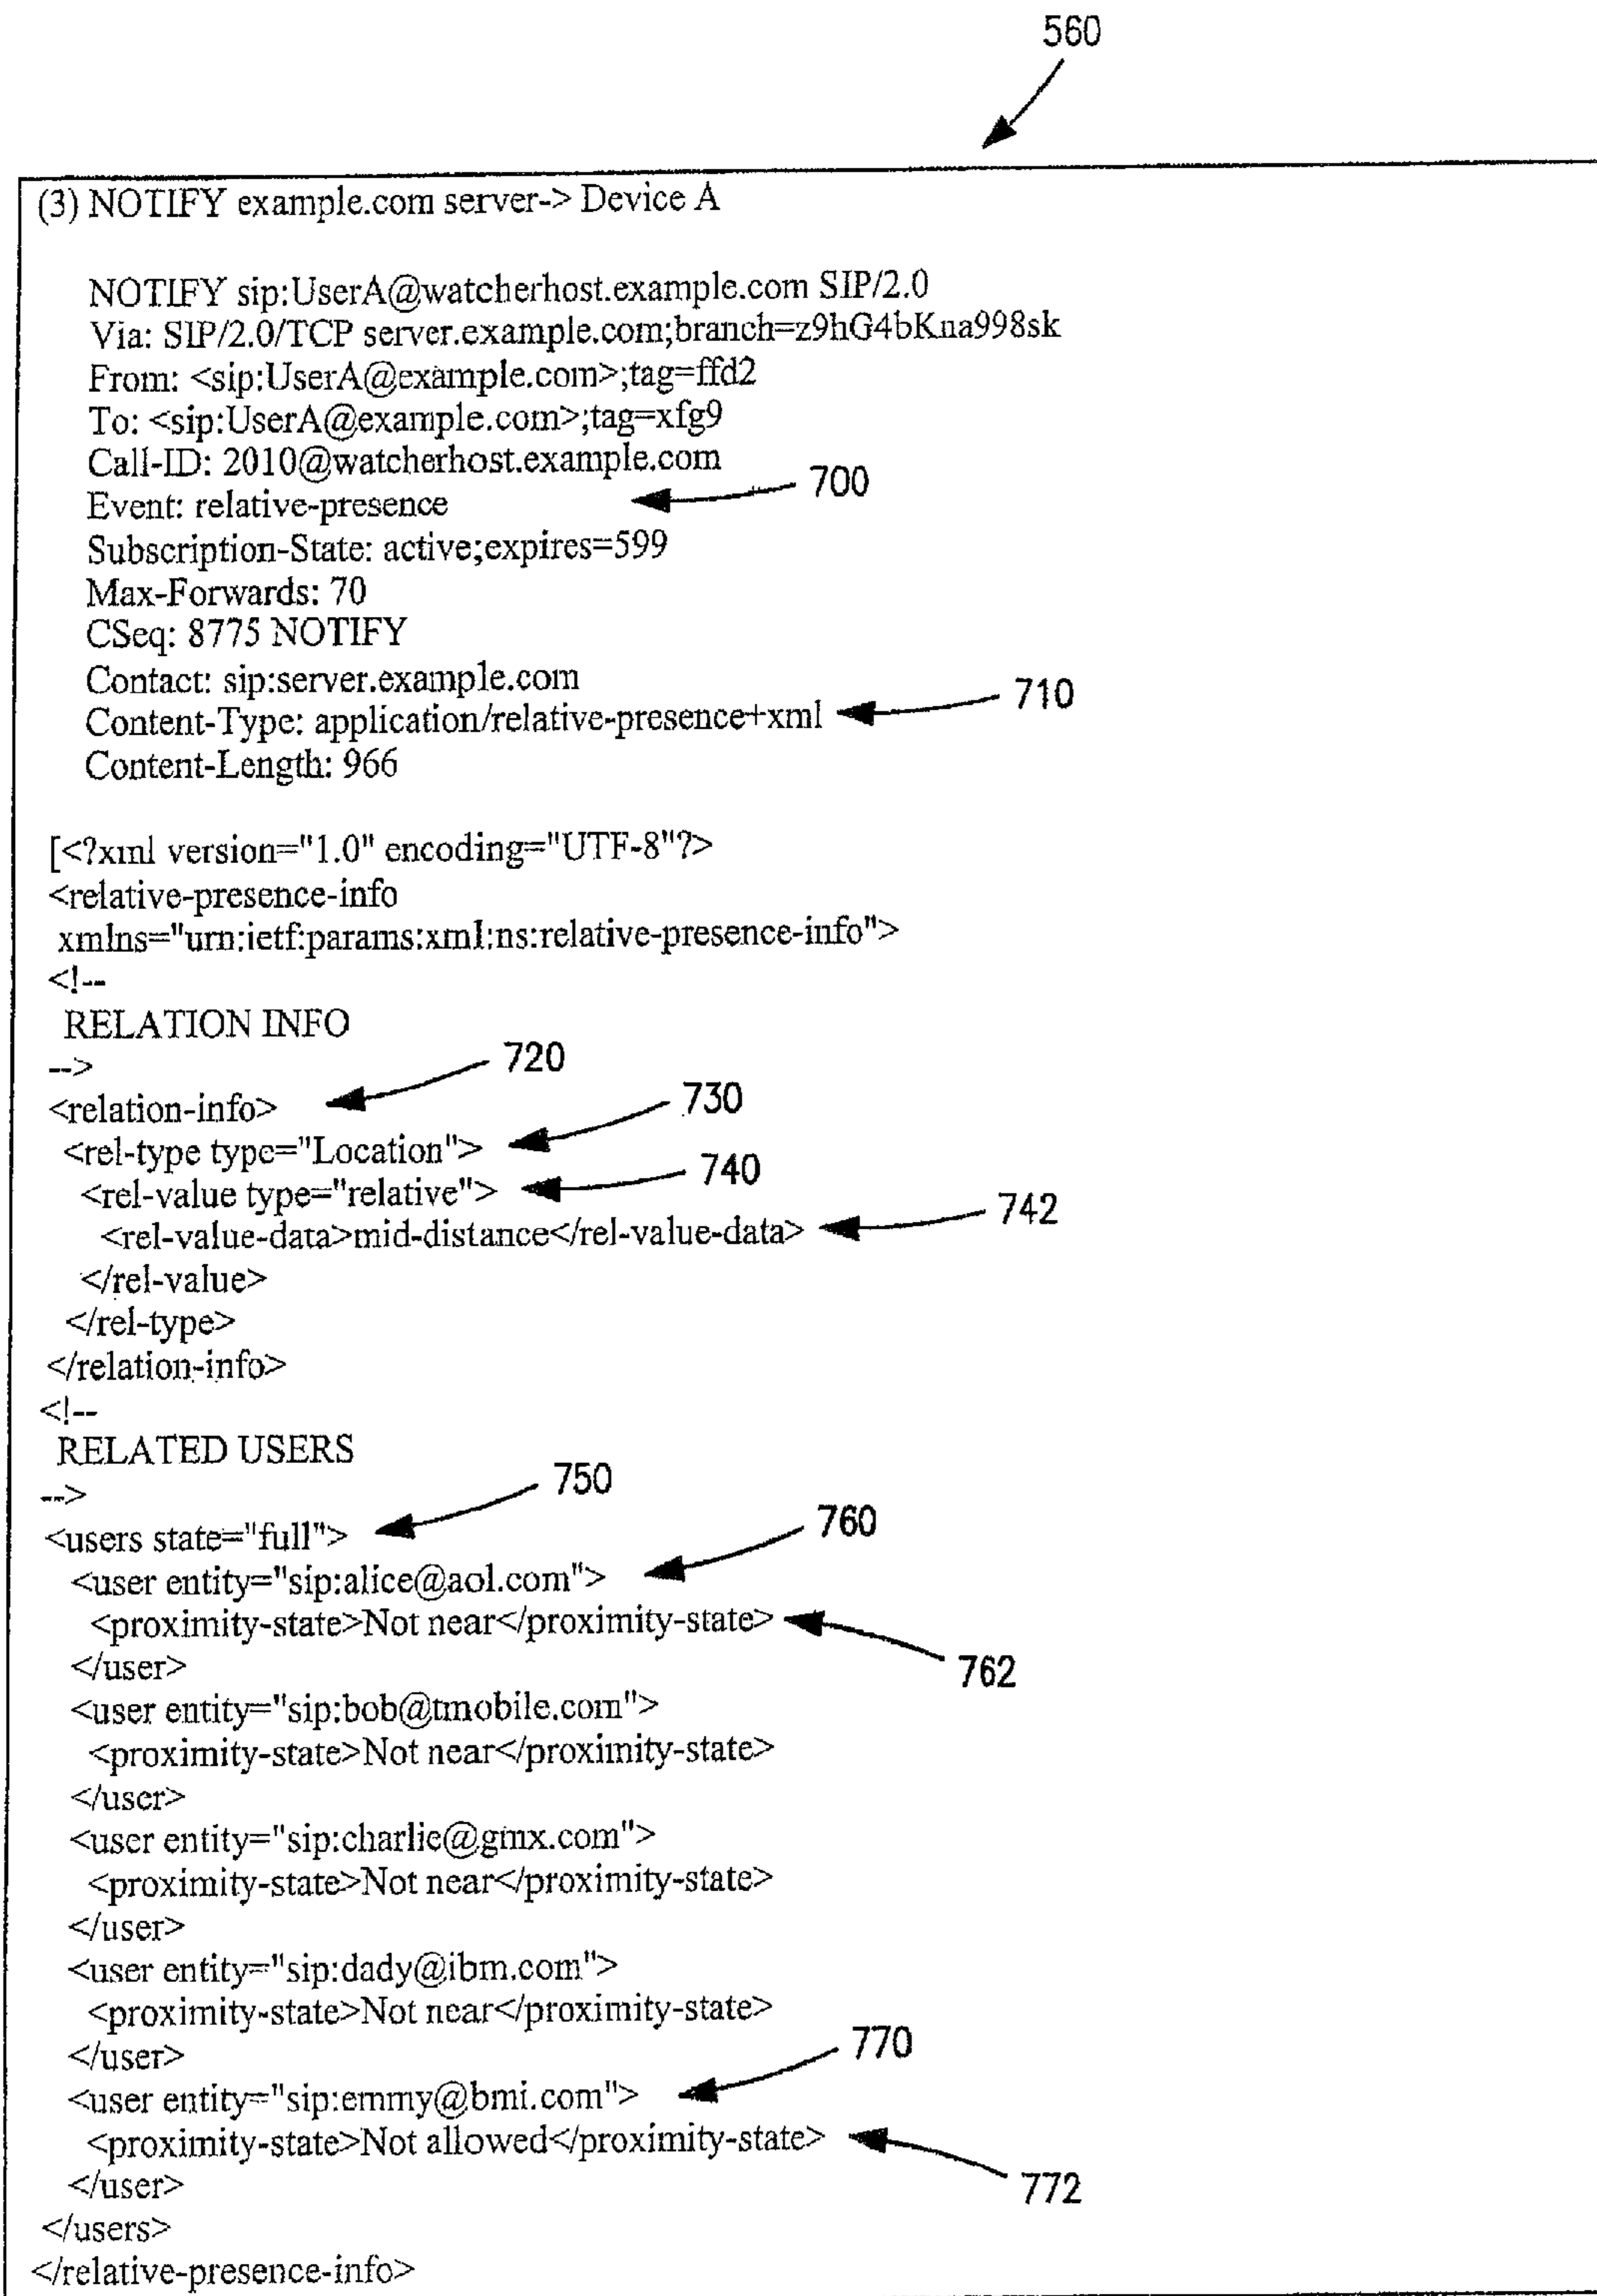 560
(3) NOTIFY example.com server-> Device A
NOTIFY sip:UserA@watcherhost.example.com SIP/2.0
Via: SIP/2.0/TCP server.example.com;branch=z9hG4bKna998sk
From: <sip:UserA@example.com>;tag=ffd2
To: <sip:UserA@example.com>;tag=xfg9
Call-ID: 2010@watcherhost.example.com
Event: relative-presence 700
Subscription-State: active;expires=599
Max-Forwards: 70
CSeq: 8775 NOTIFY
Contact: sip:server.example.com
Content-Type: application/relative-presence+xml 710
Content-Length: 966
[<?xml version="1.0" encoding="UTF-8"?>
<relative-presence-info
xmlns="urn:ietf:params:xml:ns:relative-presence-info">
<!--
RELATION INFO
-->
720
<relation-info>
730
<rel-type type="Location">
740
<rel-value type="relative">
742
<rel-value-data>mid-distance</rel-value-data>
</rel-value>
</rel-type>
</relation-info>
<!--
RELATED USERS
-->
750
<users state="full">
760
<user entity="sip:alice@aol.com">
<proximity-state>Not near</proximity-state>
762
</user>
<user entity="sip:bob@tmobile.com">
<proximity-state>Not near</proximity-state>
</user>
<user entity="sip:charlie@gmx.com">
<proximity-state>Not near</proximity-state>
</user>
<user entity="sip:dady@ibm.com">
<proximity-state>Not near</proximity-state>
</user>
770
<user entity="sip:emmy@bmi.com">
<proximity-state>Not allowed</proximity-state>
772
</user>
</users>
</relative-presence-info>